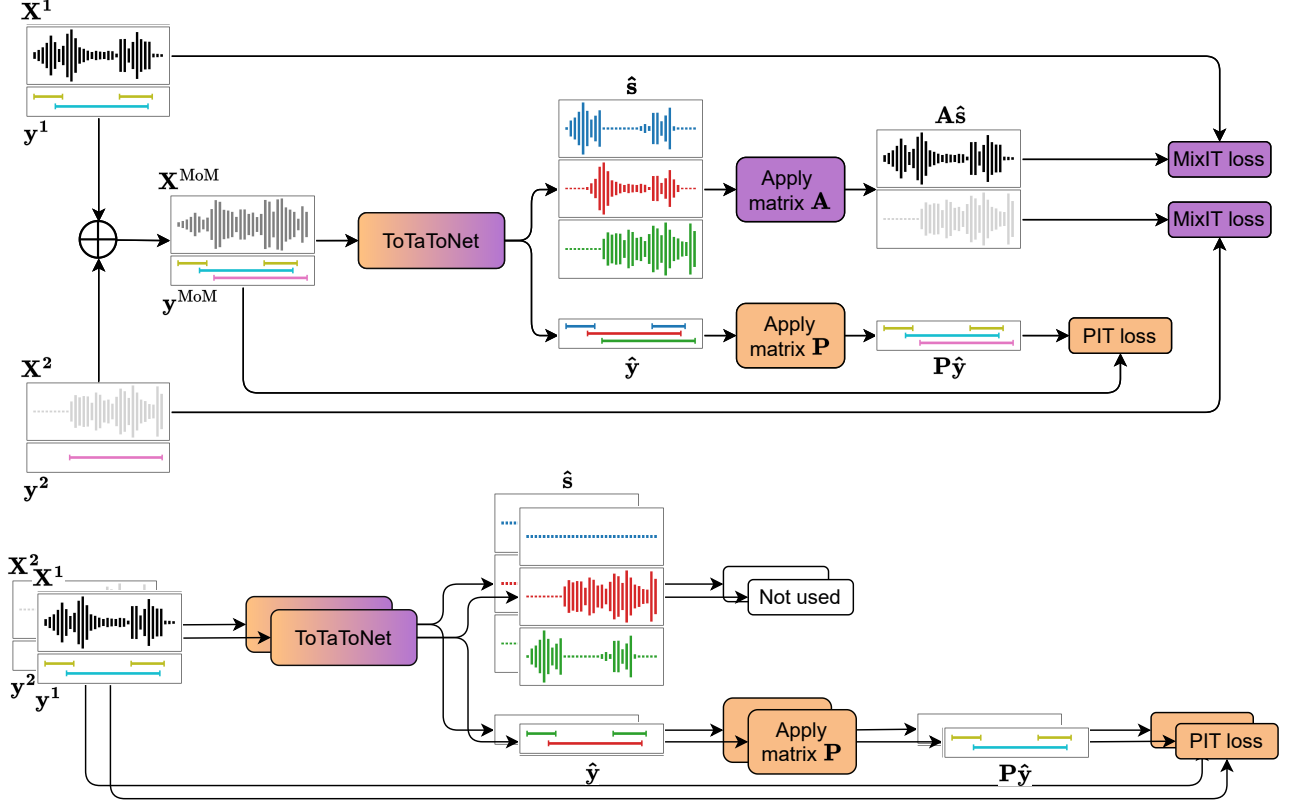 X¹
y¹
X^MoM
y^MoM
X²
y²
ToTaToNet
ŝ
Apply
matrix A
Aŝ
MixIT loss
MixIT loss
ŷ
Apply
matrix P
Pŷ
PIT loss
X²
X¹
y²
y¹
ToTaToNet
ŝ
Not used
ŷ
Apply
matrix P
Pŷ
PIT loss